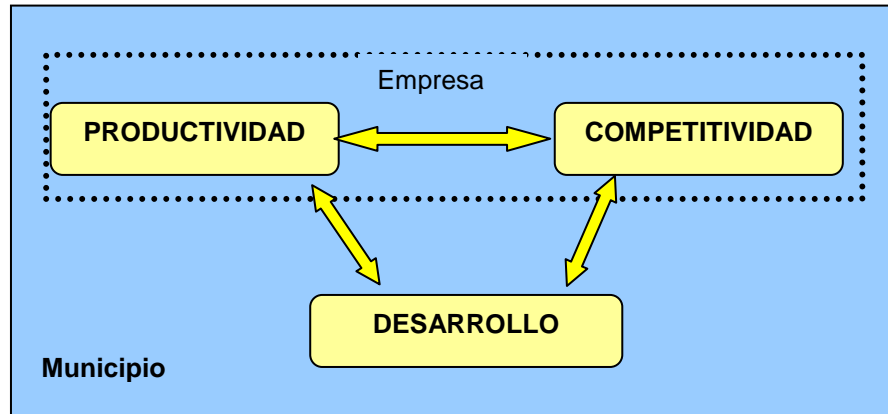 Empresa
PRODUCTIVIDAD
COMPETITIVIDAD
DESARROLLO
Municipio